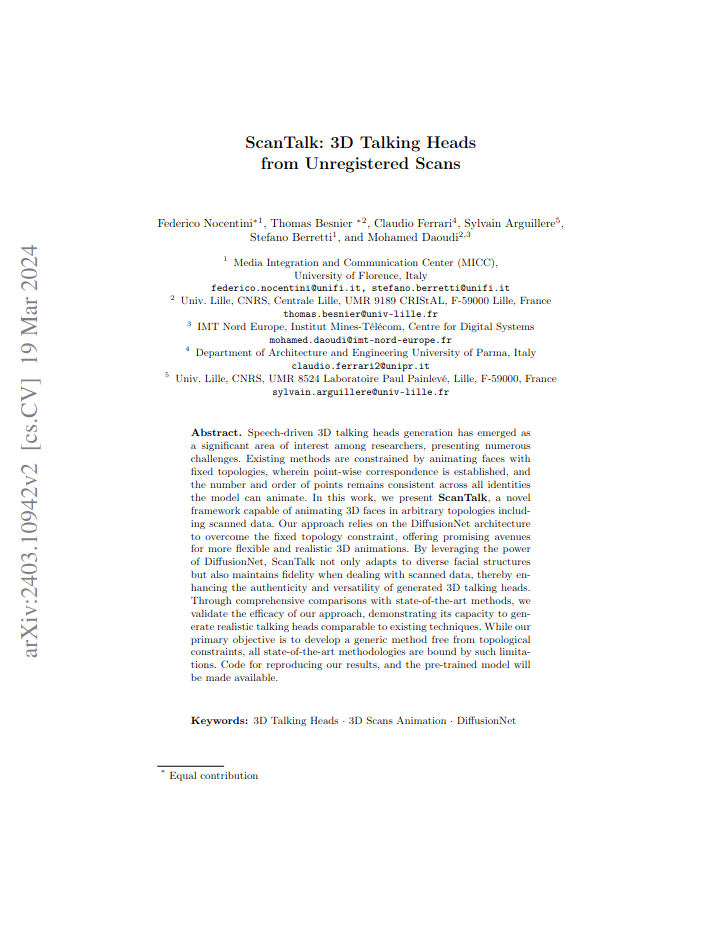 arXiv:2403.10942v2 [cs.CV] 19 Mar 2024
ScanTalk: 3D Talking Heads
from Unregistered Scans
Federico Nocentini*1, Thomas Besnier *2, Claudio Ferrari4, Sylvain Arguillere5,
Stefano Berretti1, and Mohamed Daoudi2,3
1 Media Integration and Communication Center (MICC),
University of Florence, Italy
federico.nocentini@unifi.it, stefano.berretti@unifi.it
2 Univ. Lille, CNRS, Centrale Lille, UMR 9189 CRIStAL, F-59000 Lille, France
thomas.besnier@univ-lille.fr
3 IMT Nord Europe, Institut Mines-Télécom, Centre for Digital Systems
mohamed.daoudi@imt-nord-europe.fr
4 Department of Architecture and Engineering University of Parma, Italy
claudio.ferrari2@unipr.it
5 Univ. Lille, CNRS, UMR 8524 Laboratoire Paul Painlevé, Lille, F-59000, France
sylvain.arguillere@univ-lille.fr
Abstract. Speech-driven 3D talking heads generation has emerged as
a significant area of interest among researchers, presenting numerous
challenges. Existing methods are constrained by animating faces with
fixed topologies, wherein point-wise correspondence is established, and
the number and order of points remains consistent across all identities
the model can animate. In this work, we present ScanTalk, a novel
framework capable of animating 3D faces in arbitrary topologies includ-
ing scanned data. Our approach relies on the DiffusionNet architecture
to overcome the fixed topology constraint, offering promising avenues
for more flexible and realistic 3D animations. By leveraging the power
of DiffusionNet, ScanTalk not only adapts to diverse facial structures
but also maintains fidelity when dealing with scanned data, thereby en-
hancing the authenticity and versatility of generated 3D talking heads.
Through comprehensive comparisons with state-of-the-art methods, we
validate the efficacy of our approach, demonstrating its capacity to gen-
erate realistic talking heads comparable to existing techniques. While our
primary objective is to develop a generic method free from topological
constraints, all state-of-the-art methodologies are bound by such limita-
tions. Code for reproducing our results, and the pre-trained model will
be made available.
Keywords: 3D Talking Heads · 3D Scans Animation · DiffusionNet
* Equal contribution